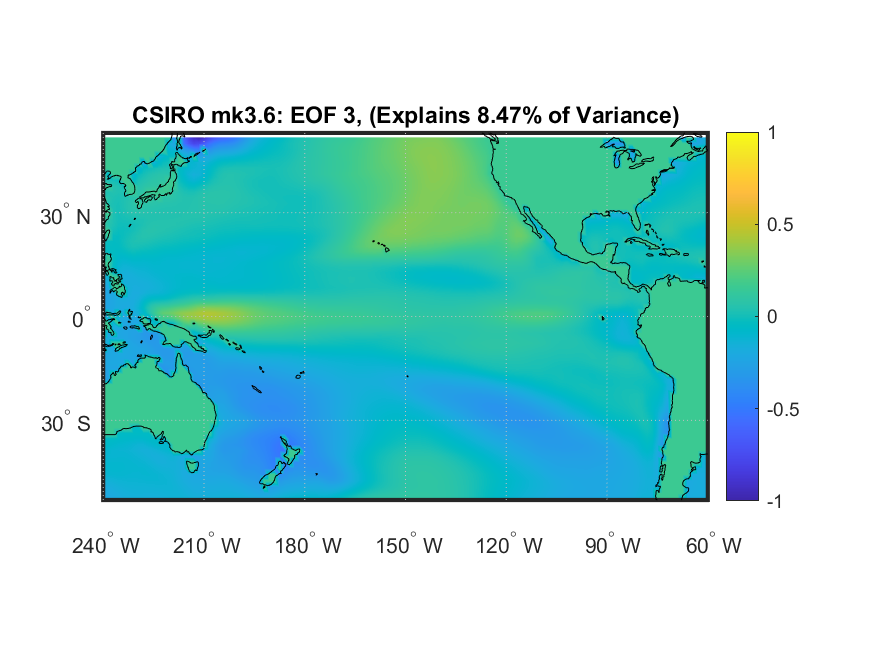 CSIRO mk3.6: EOF 3, (Explains 8.47% of Variance)
1
30° N
0.5
0°
0
30° S
-0.5
-1
240° W 210° W 180° W 150° W 120° W 90° W 60° W